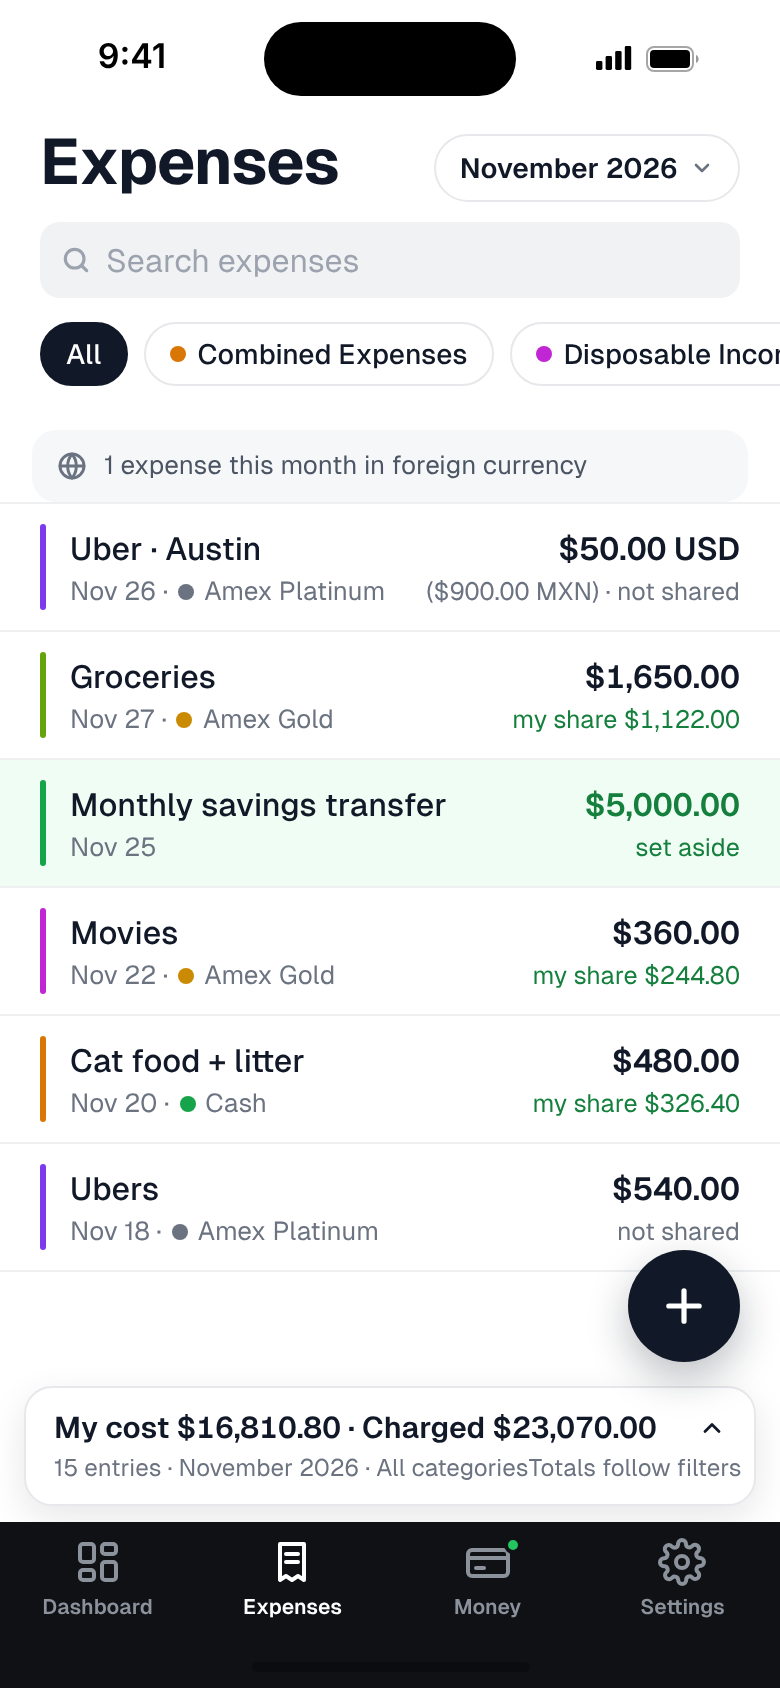 9:41
Expenses
November 2026
Search expenses
All
Combined Expenses
Disposable Incor
1 expense this month in foreign currency
Uber · Austin
$50.00 USD
Nov 26 · Amex Platinum
($900.00 MXN) · not shared
Groceries
$1,650.00
Nov 27 · Amex Gold
my share $1,122.00
Monthly savings transfer
$5,000.00
Nov 25
set aside
Movies
$360.00
Nov 22 · Amex Gold
my share $244.80
Cat food + litter
$480.00
Nov 20 · Cash
my share $326.40
Ubers
$540.00
Nov 18 · Amex Platinum
not shared
My cost $16,810.80 · Charged $23,070.00
15 entries · November 2026 · All categoriesTotals follow filters
Dashboard
Expenses
Money
Settings